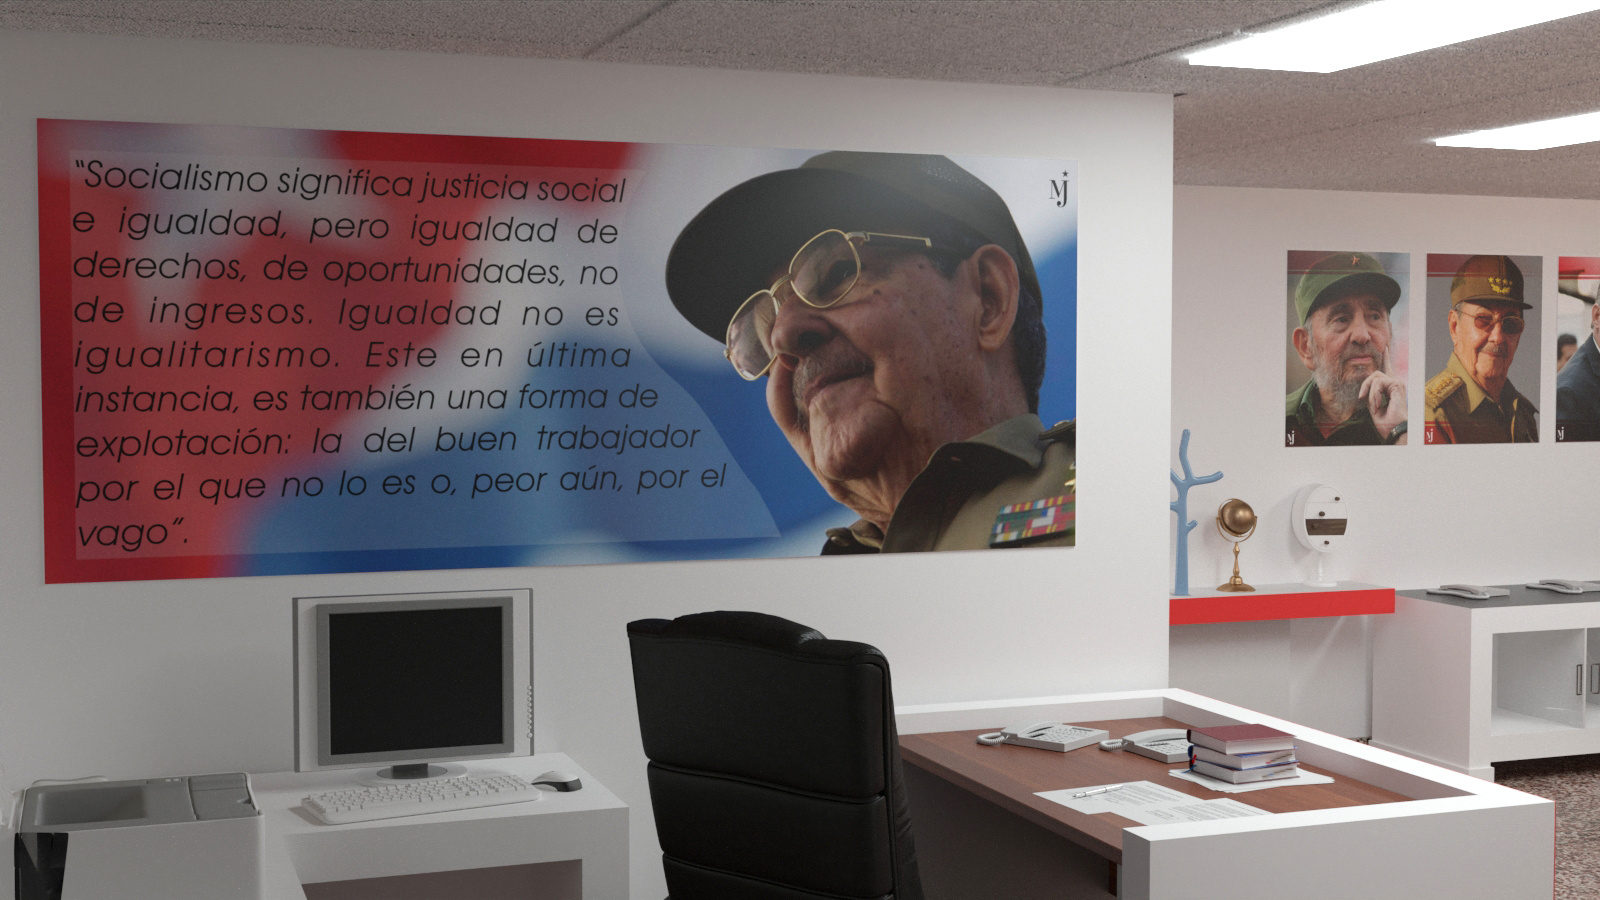 “Socialismo significa justicia social
e igualdad, pero igualdad de
derechos, de oportunidades, no
de ingresos. Igualdad no es
igualitarismo. Este en última
instancia, es también una forma de
explotación: la del buen trabajador
por el que no lo es o, peor aún, por el
vago”.
MJ
MJ
MJ